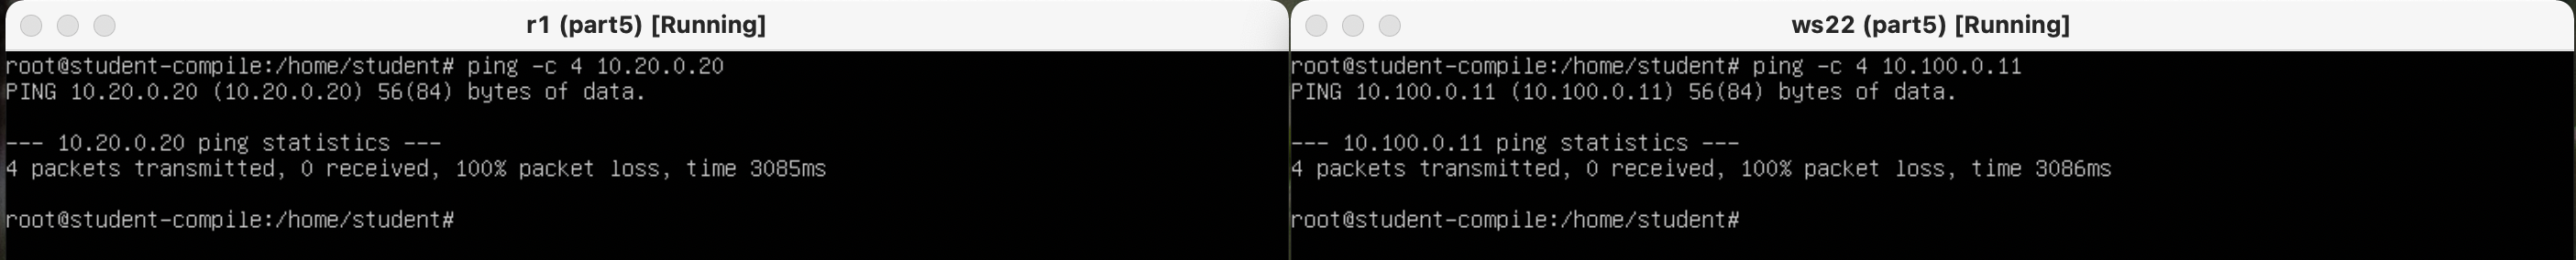 r1 (part5) [Running]
root@student-compile:/home/student# ping -c 4 10.20.0.20
PING 10.20.0.20 (10.20.0.20) 56(84) bytes of data.
--- 10.20.0.20 ping statistics ---
4 packets transmitted, 0 received, 100% packet loss, time 3085ms
root@student-compile:/home/student#
ws22 (part5) [Running]
root@student-compile:/home/student# ping -c 4 10.100.0.11
PING 10.100.0.11 (10.100.0.11) 56(84) bytes of data.
--- 10.100.0.11 ping statistics ---
4 packets transmitted, 0 received, 100% packet loss, time 3086ms
root@student-compile:/home/student#